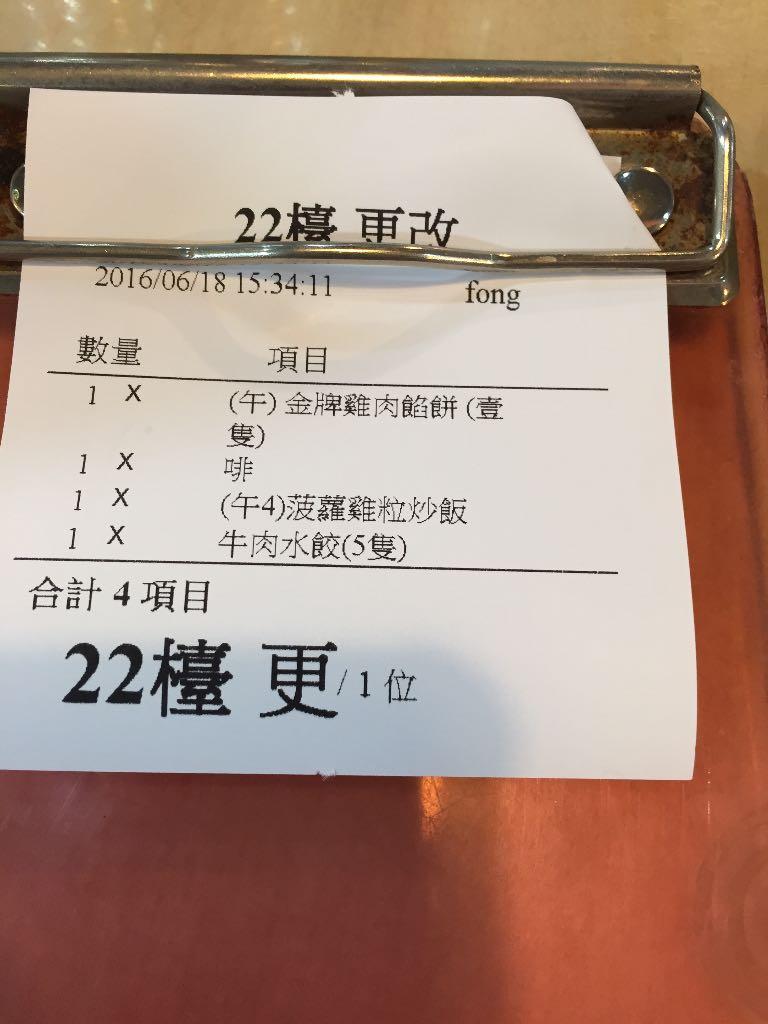 22檯 更改
2016/06/18 15:34:11 fong
數量 項目
1 X (午) 金牌雞肉餡餅 (壹
隻)
1 X 啡
1 X (午4)菠蘿雞粒炒飯
1 X 牛肉水餃(5隻)
合計 4 項目
22檯 更/ 1 位